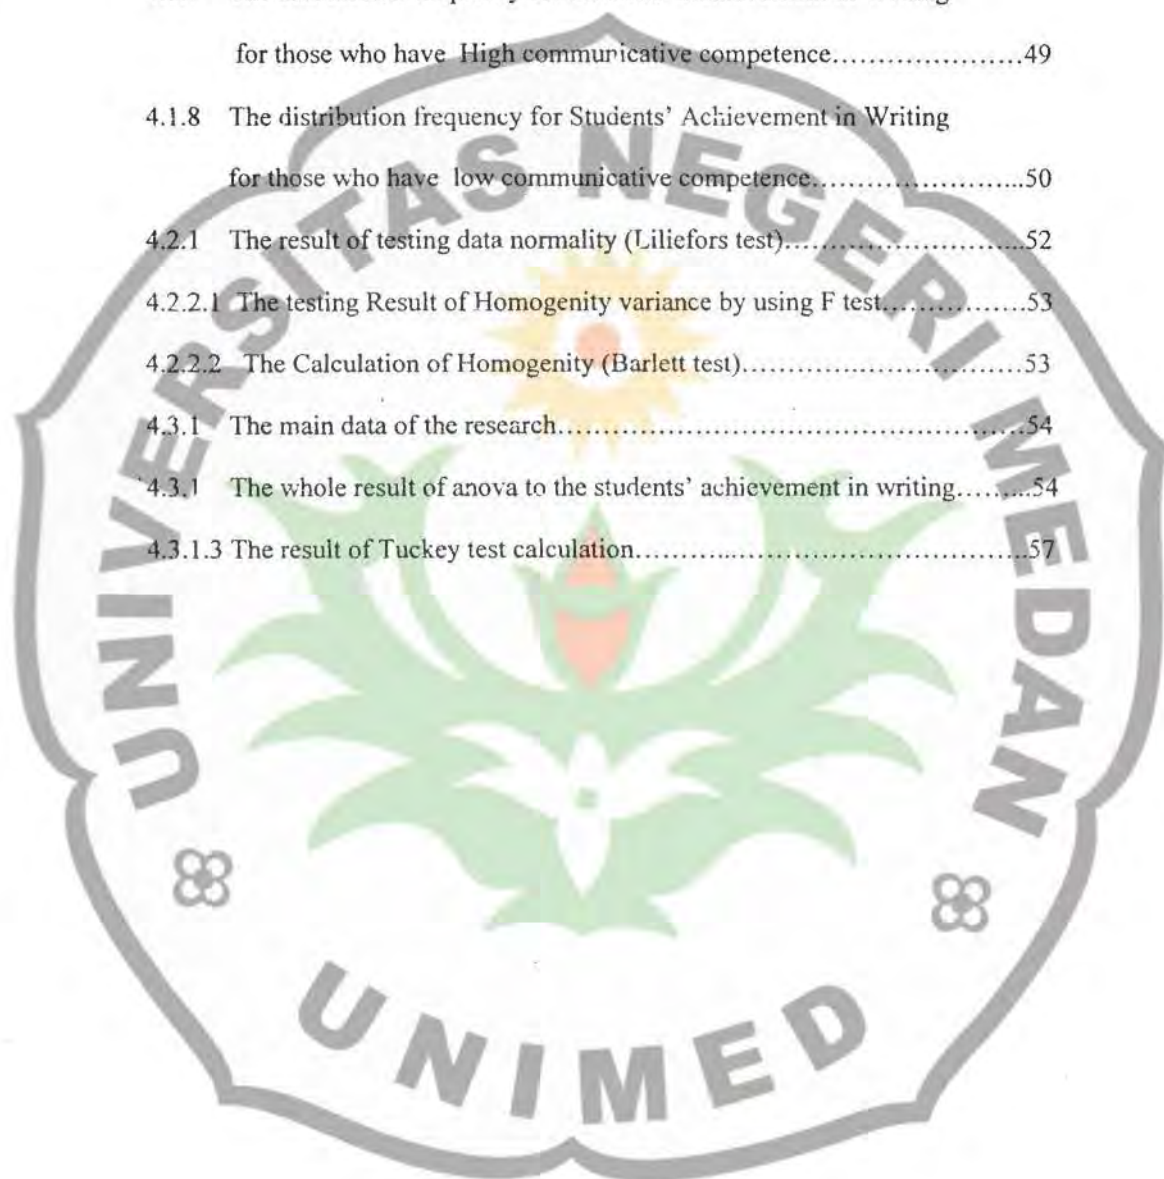 for those who have High communicative competence.....................49
4.1.8 The distribution frequency for Students' Achievement in Writing
for those who have low communicative competence.......................50
4.2.1 The result of testing data normality (Liliefors test)..........................52
4.2.2.1 The testing Result of Homogenity variance by using F test...............53
4.2.2.2 The Calculation of Homogenity (Barlett test)..............................53
4.3.1 The main data of the research..................................................54
4.3.1 The whole result of anova to the students' achievement in writing.........54
4.3.1.3 The result of Tuckey test calculation..........................................57
UNIVERSITAS NEGERI MEDAN
UNIMED